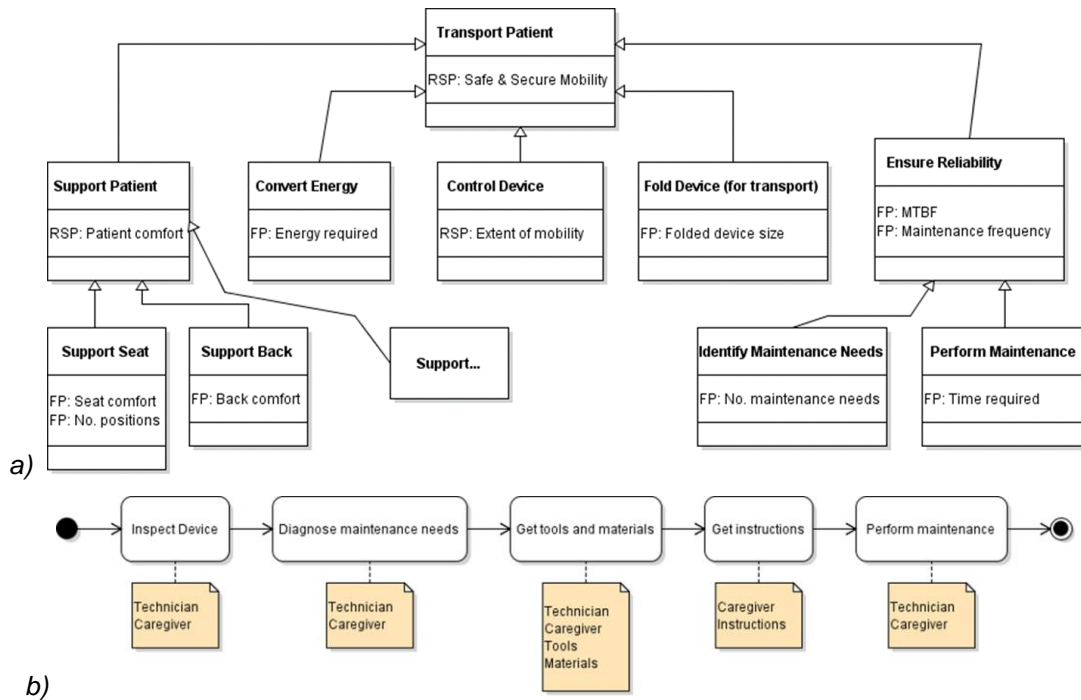 Transport Patient
RSP: Safe & Secure Mobility
Support Patient
RSP: Patient comfort
Convert Energy
FP: Energy required
Control Device
RSP: Extent of mobility
Fold Device (for transport)
FP: Folded device size
Ensure Reliability
FP: MTBF
FP: Maintenance frequency
Support Seat
FP: Seat comfort
FP: No. positions
Support Back
FP: Back comfort
Support...
Identify Maintenance Needs
FP: No. maintenance needs
Perform Maintenance
FP: Time required
a)
Inspect Device
Diagnose maintenance needs
Get tools and materials
Get instructions
Perform maintenance
Technician
Caregiver
Technician
Caregiver
Technician
Caregiver
Tools
Materials
Caregiver
Instructions
Technician
Caregiver
b)